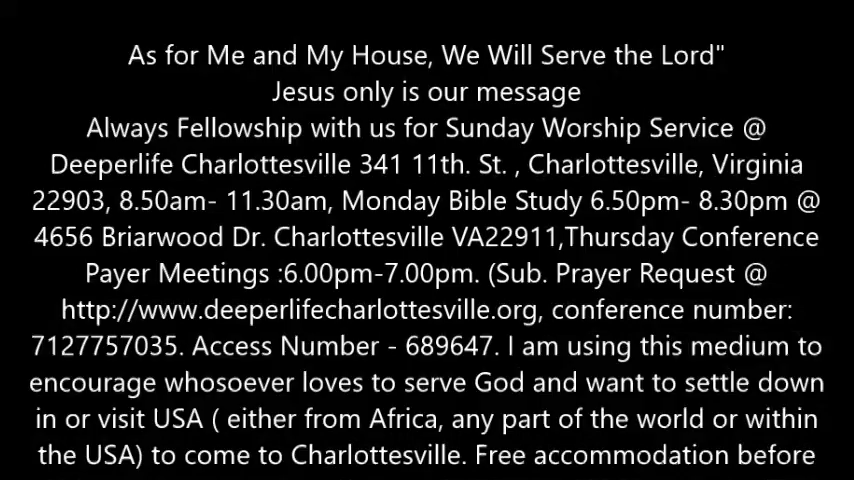 As for Me and My House, We Will Serve the Lord"
Jesus only is our message
Always Fellowship with us for Sunday Worship Service @
Deeperlife Charlottesville 341 11th. St. , Charlottesville, Virginia
22903, 8.50am- 11.30am, Monday Bible Study 6.50pm- 8.30pm @
4656 Briarwood Dr. Charlottesville VA22911,Thursday Conference
Payer Meetings :6.00pm-7.00pm. (Sub. Prayer Request @
http://www.deeperlifecharlottesville.org, conference number:
7127757035. Access Number - 689647. I am using this medium to
encourage whosoever loves to serve God and want to settle down
in or visit USA ( either from Africa, any part of the world or within
the USA) to come to Charlottesville. Free accommodation before